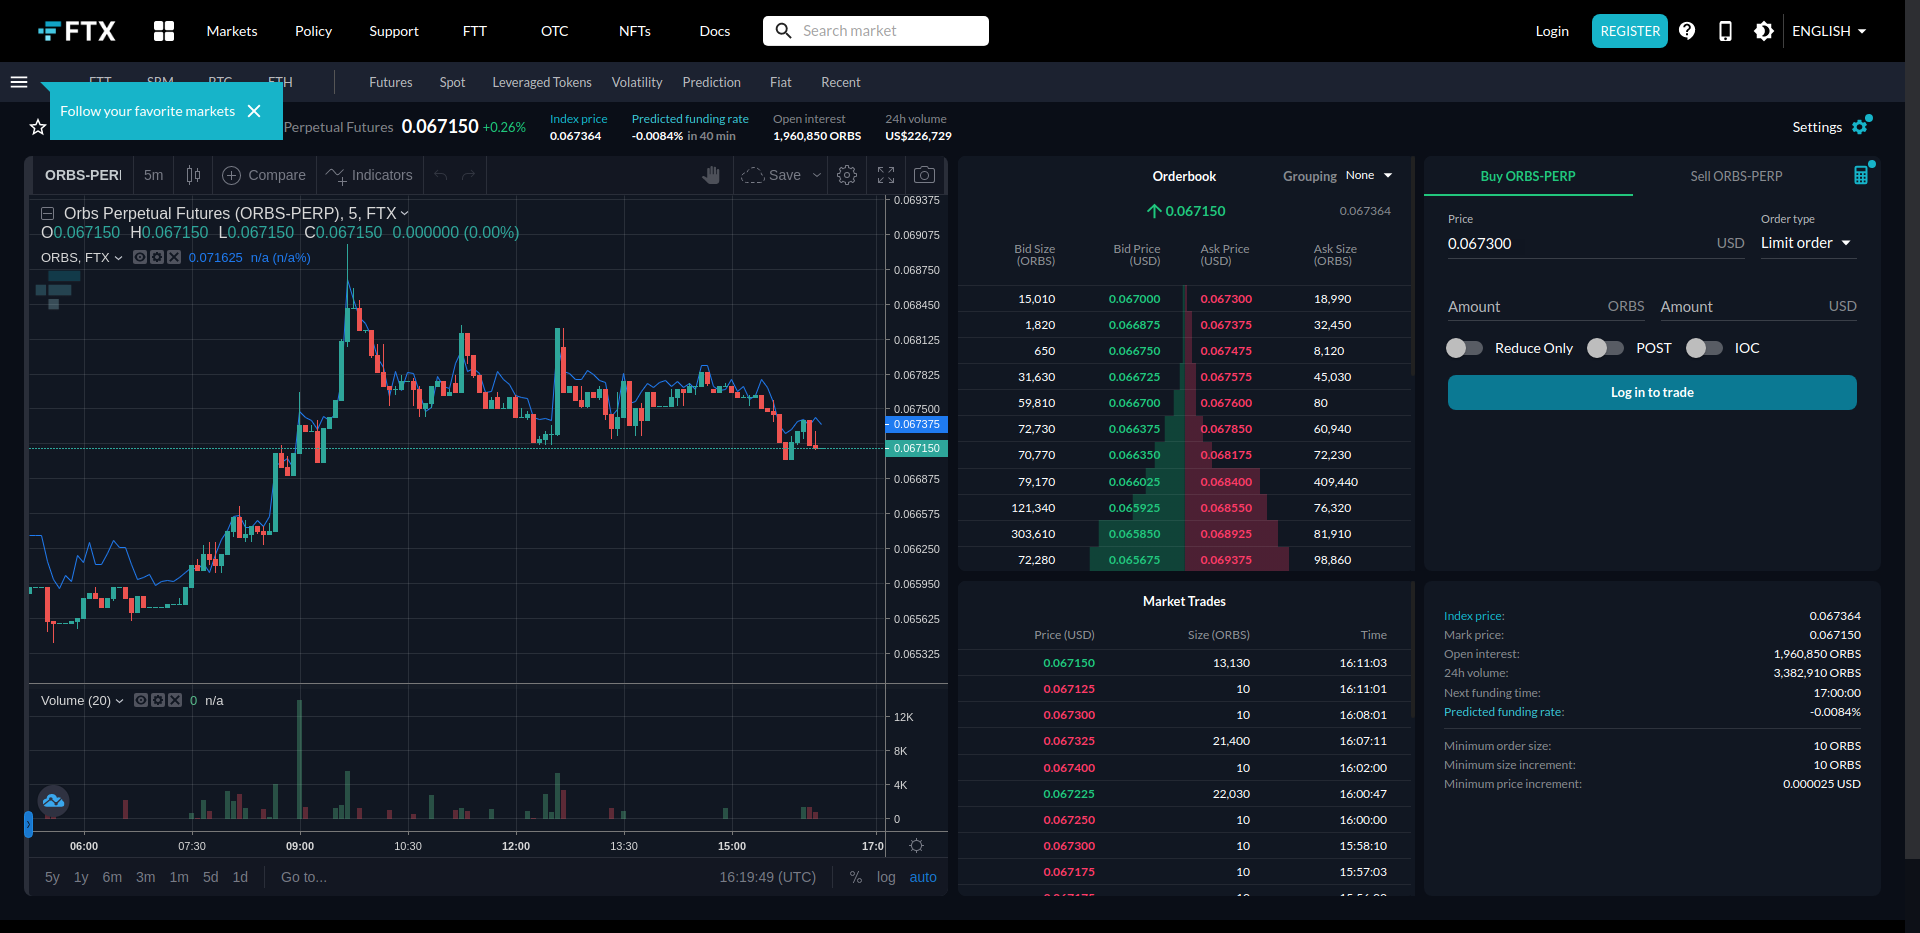 FTX Markets Policy Support FTT OTC NFTs Docs Search market Login REGISTER ENGLISH
FTT SRM BTC ETH Futures Spot Leveraged Tokens Volatility Prediction Fiat Recent
Follow your favorite markets
Perpetual Futures 0.067150 +0.26%
Index price
0.067364
Predicted funding rate
-0.0084% in 40 min
Open interest
1,960,850 ORBS
24h volume
US$226,729
Settings
ORBS-PERI 5m Compare Indicators Save
Orbs Perpetual Futures (ORBS-PERP), 5, FTX
O0.067150 H0.067150 L0.067150 C0.067150 0.000000 (0.00%)
ORBS, FTX 0.071625 n/a (n/a%)
0.069375
0.069075
0.068750
0.068450
0.068125
0.067825
0.067500
0.067375
0.067150
0.066875
0.066575
0.066250
0.065950
0.065625
0.065325
Volume (20) 0 n/a
12K
8K
4K
0
06:00 07:30 09:00 10:30 12:00 13:30 15:00 17:0
5y 1y 6m 3m 1m 5d 1d Go to... 16:19:49 (UTC) % log auto
Orderbook Grouping None
0.067150 0.067364
Bid Size (ORBS) Bid Price (USD) Ask Price (USD) Ask Size (ORBS)
15,010 0.067000 0.067300 18,990
1,820 0.066875 0.067375 32,450
650 0.066750 0.067475 8,120
31,630 0.066725 0.067575 45,030
59,810 0.066700 0.067600 80
72,730 0.066375 0.067850 60,940
70,770 0.066350 0.068175 72,230
79,170 0.066025 0.068400 409,440
121,340 0.065925 0.068550 76,320
303,610 0.065850 0.068925 81,910
72,280 0.065675 0.069375 98,860
Market Trades
Price (USD) Size (ORBS) Time
0.067150 13,130 16:11:03
0.067125 10 16:11:01
0.067300 10 16:08:01
0.067325 21,400 16:07:11
0.067400 10 16:02:00
0.067225 22,030 16:00:47
0.067250 10 16:00:00
0.067300 10 15:58:10
0.067175 10 15:57:03
Buy ORBS-PERP Sell ORBS-PERP
Price Order type
0.067300 USD Limit order
Amount ORBS Amount USD
Reduce Only POST IOC
Log in to trade
Index price: 0.067364
Mark price: 0.067150
Open interest: 1,960,850 ORBS
24h volume: 3,382,910 ORBS
Next funding time: 17:00:00
Predicted funding rate: -0.0084%
Minimum order size: 10 ORBS
Minimum size increment: 10 ORBS
Minimum price increment: 0.000025 USD